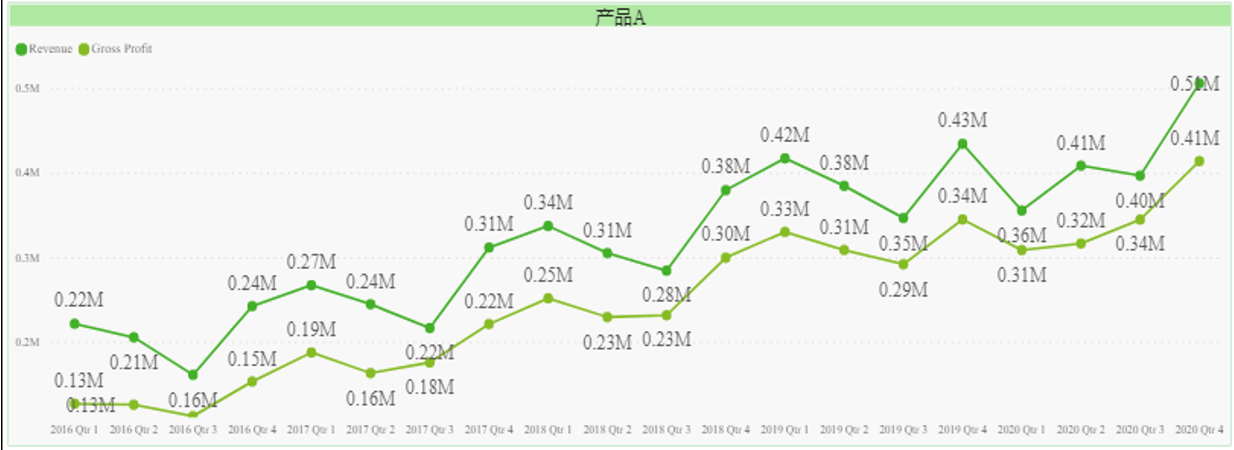 产品A
Revenue Gross Profit
0.5M
0.4M
0.3M
0.2M
0.22M
0.21M
0.16M
0.24M
0.27M
0.24M
0.22M
0.31M
0.34M
0.31M
0.28M
0.38M
0.42M
0.38M
0.35M
0.43M
0.36M
0.41M
0.40M
0.51M
0.13M
0.13M
0.15M
0.19M
0.16M
0.18M
0.22M
0.25M
0.23M
0.23M
0.30M
0.33M
0.31M
0.29M
0.34M
0.31M
0.32M
0.34M
0.41M
2016 Qtr 1 2016 Qtr 2 2016 Qtr 3 2016 Qtr 4 2017 Qtr 1 2017 Qtr 2 2017 Qtr 3 2017 Qtr 4 2018 Qtr 1 2018 Qtr 2 2018 Qtr 3 2018 Qtr 4 2019 Qtr 1 2019 Qtr 2 2019 Qtr 3 2019 Qtr 4 2020 Qtr 1 2020 Qtr 2 2020 Qtr 3 2020 Qtr 4